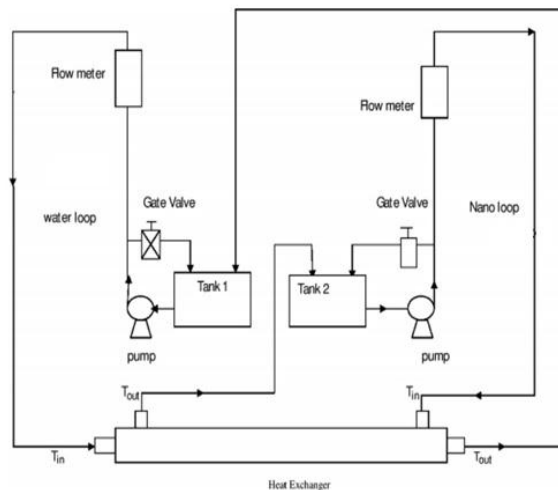 Flow meter
Flow meter
Gate Valve
Gate Valve
water loop
Nano loop
Tank 1
Tank 2
pump
pump
Tout
Tin
Tin
Tout
Heat Exchanger